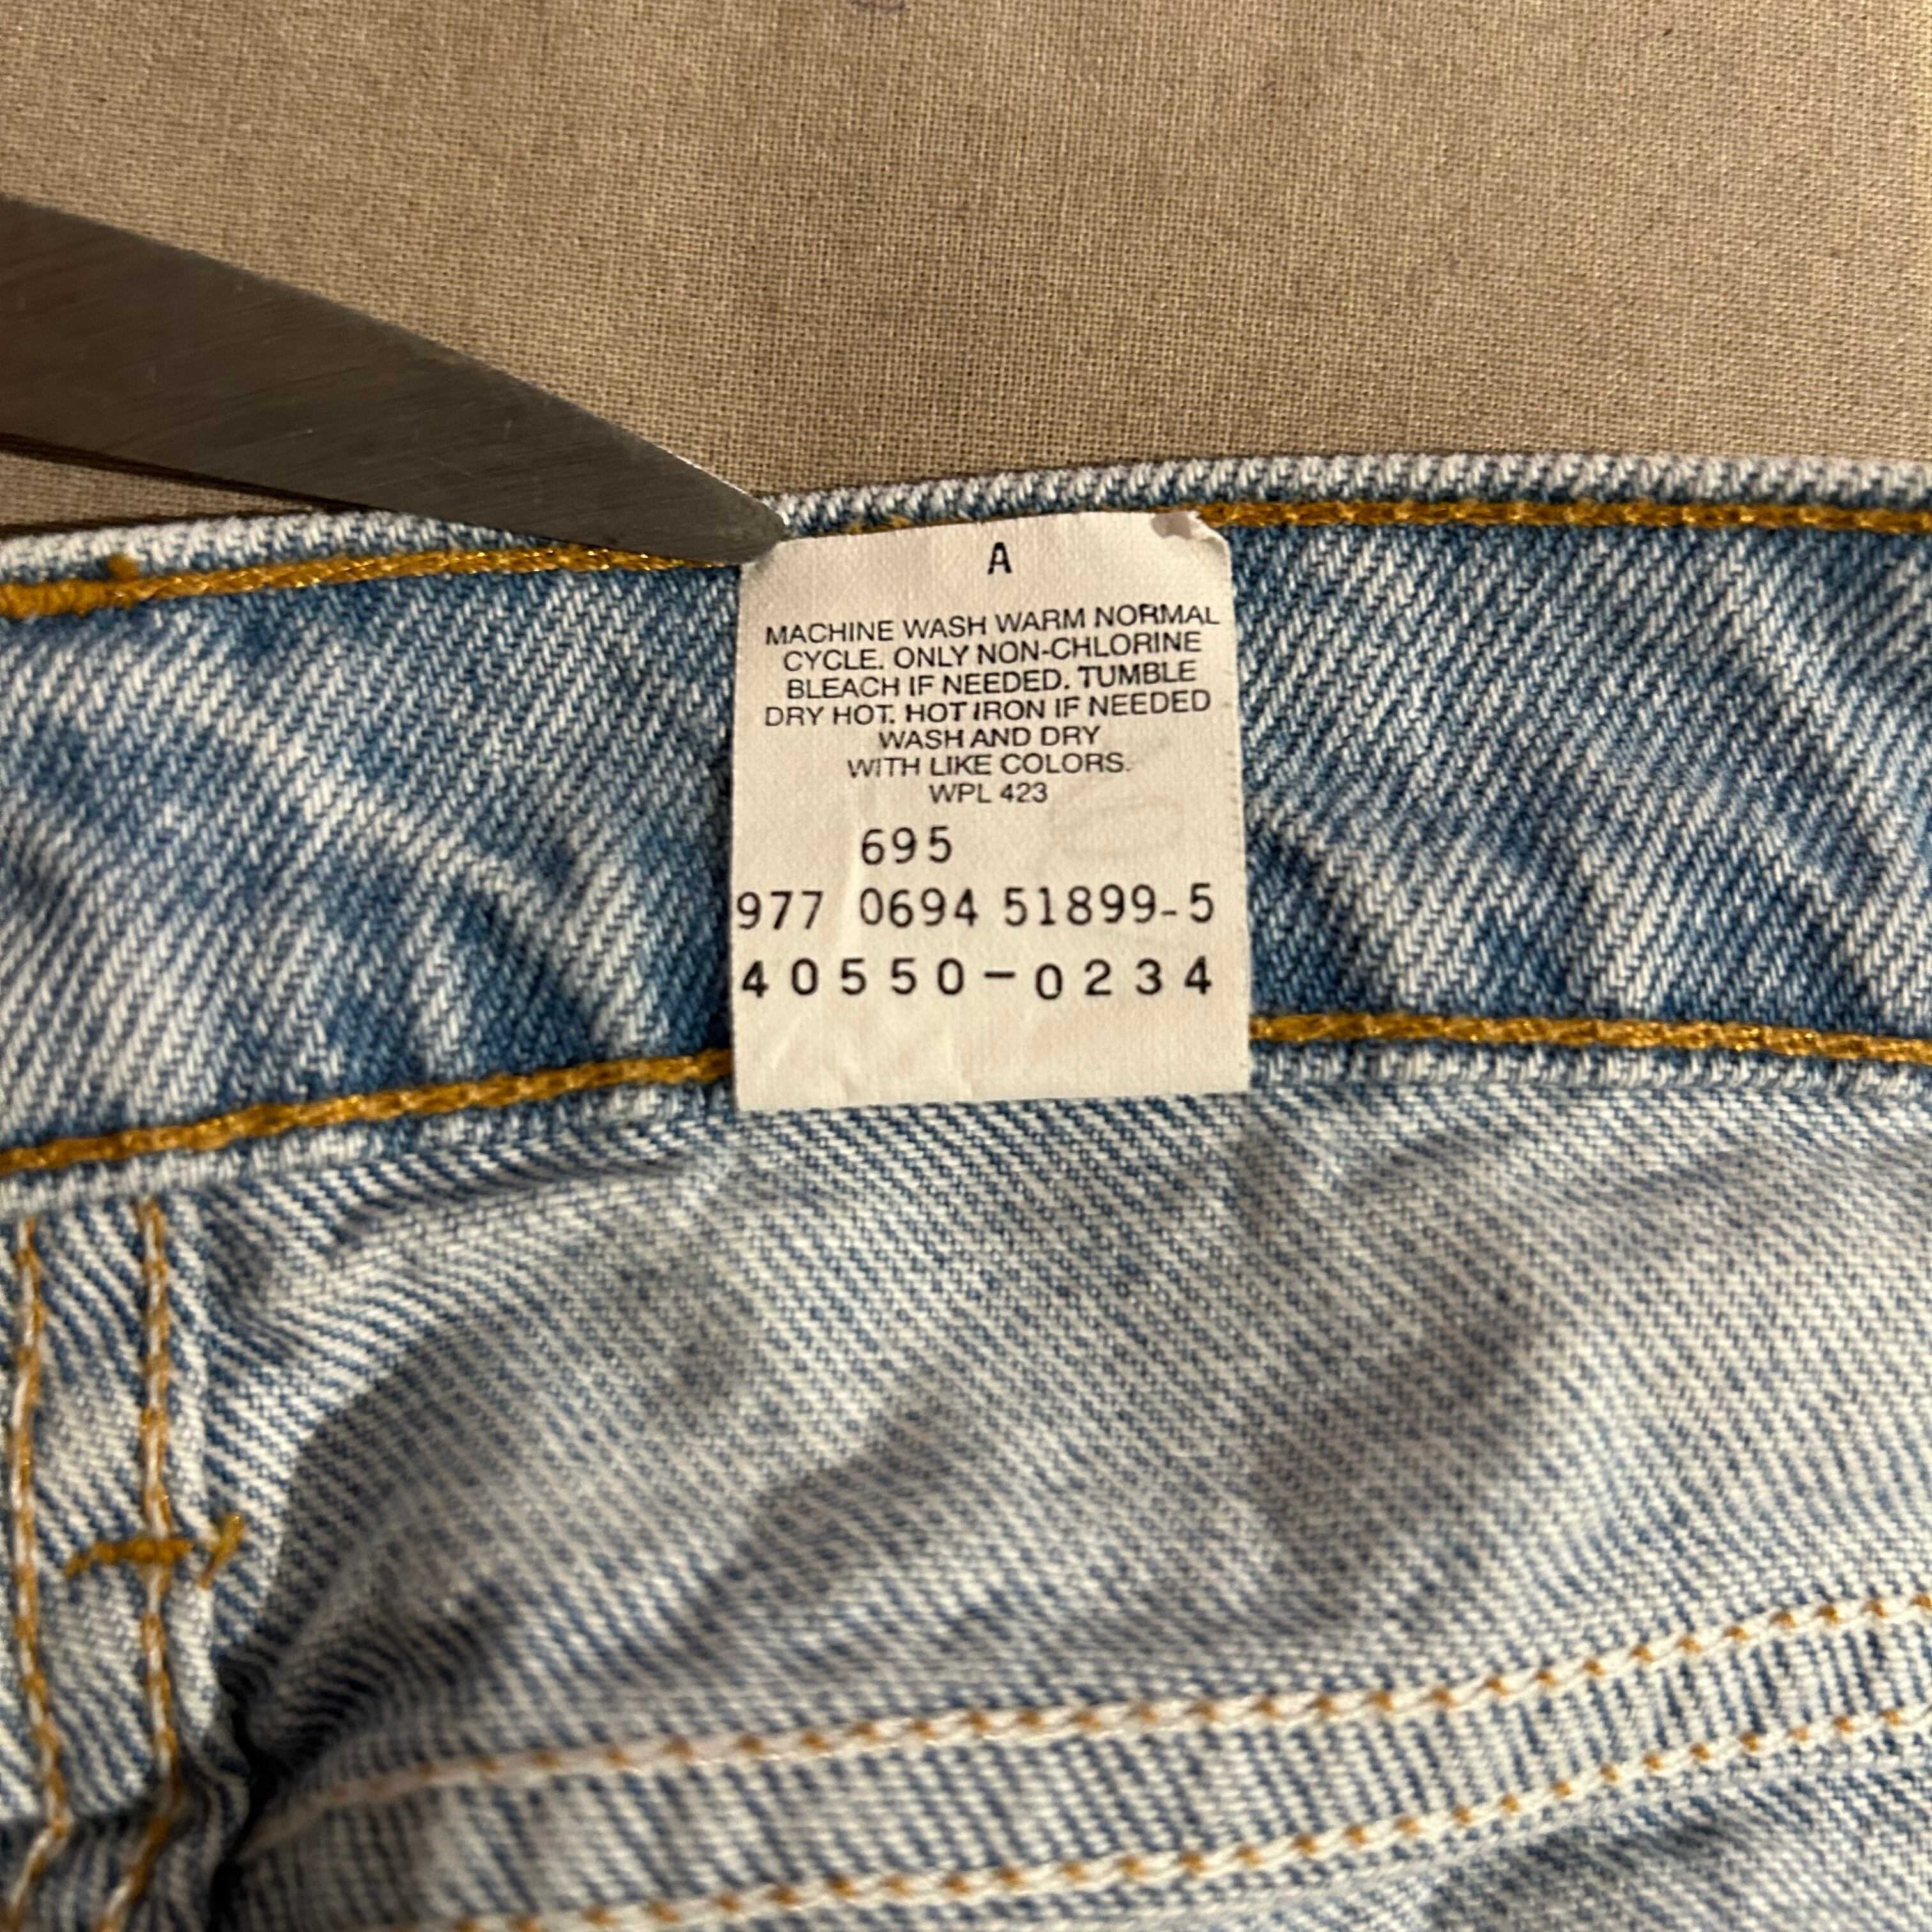 A
MACHINE WASH WARM NORMAL
CYCLE. ONLY NON-CHLORINE
BLEACH IF NEEDED. TUMBLE
DRY HOT. HOT IRON IF NEEDED
WASH AND DRY
WITH LIKE COLORS.
WPL 423
695
977 0694 51899-5
40550-0234